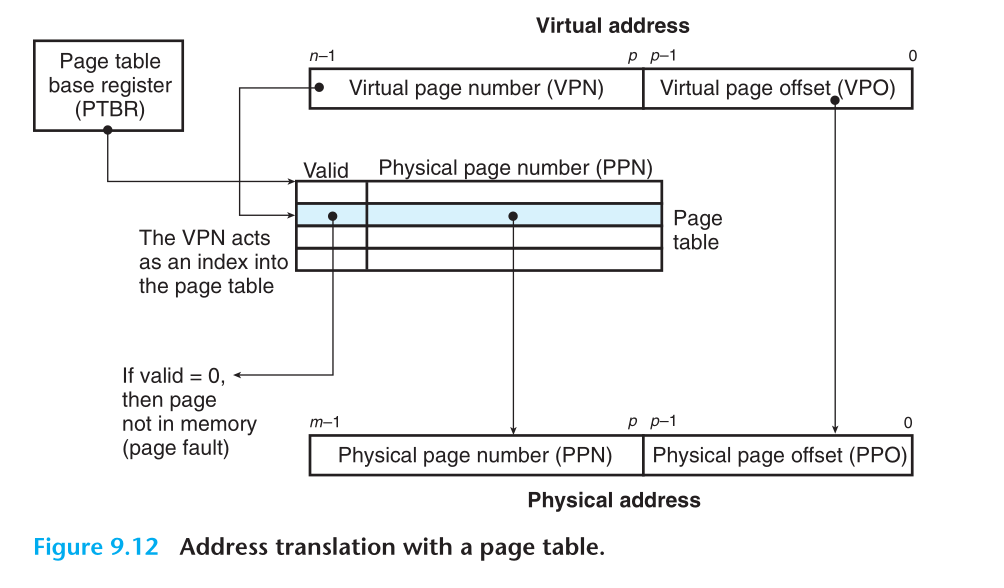 Virtual address
Page table
base register
(PTBR)
n–1
p
p–1
0
Virtual page number (VPN)
Virtual page offset (VPO)
Valid
Physical page number (PPN)
The VPN acts
as an index into
the page table
Page
table
If valid = 0,
then page
not in memory
(page fault)
m–1
p
p–1
0
Physical page number (PPN)
Physical page offset (PPO)
Physical address
Figure 9.12 Address translation with a page table.